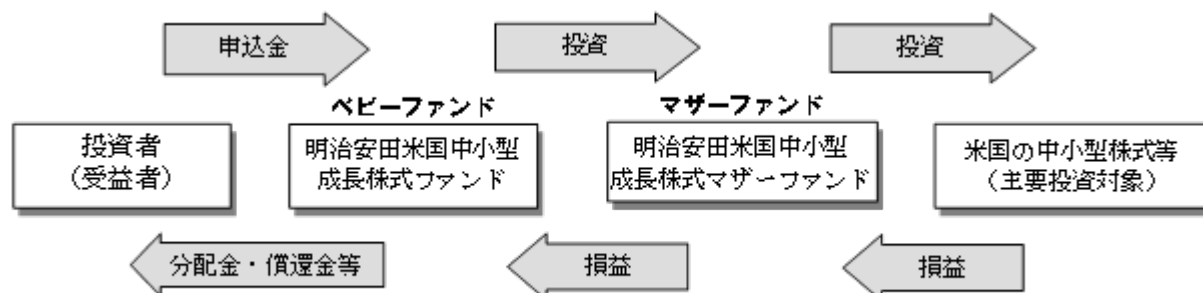 申込金
投資
投資
ベビーファンド
マザーファンド
投資者
（受益者）
明治安田米国中小型
成長株式ファンド
明治安田米国中小型
成長株式マザーファンド
米国の中小型株式等
（主要投資対象）
分配金・償還金等
損益
損益